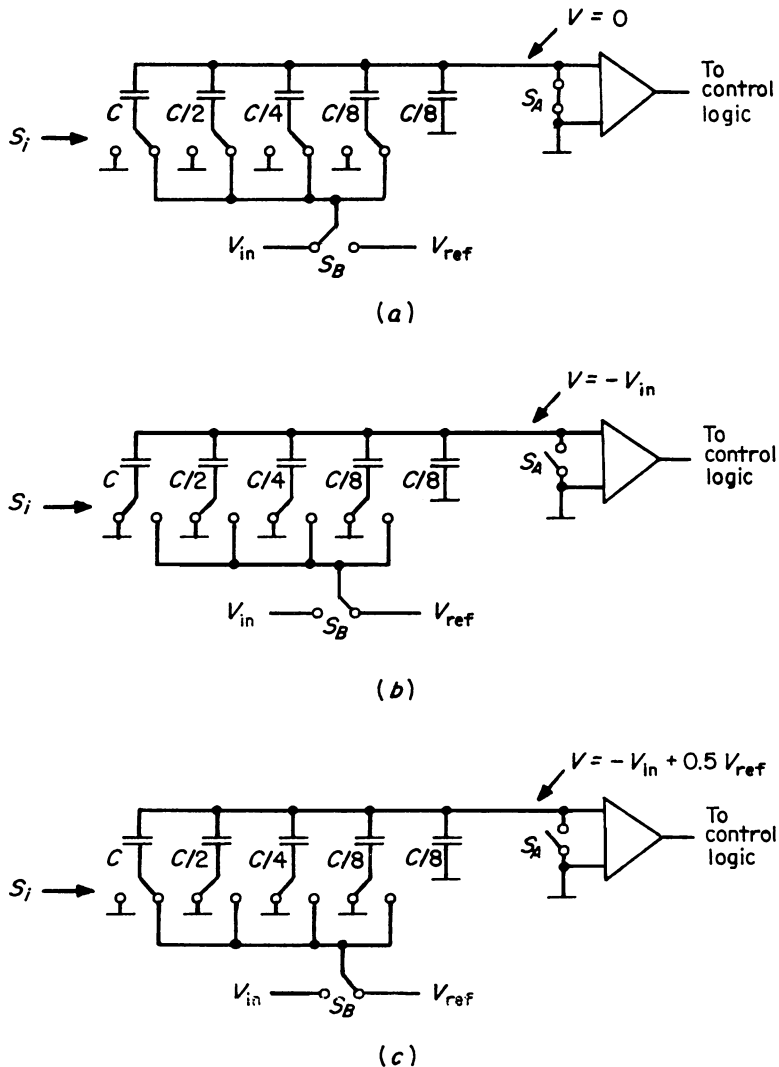 V = 0
C
C/2
C/4
C/8
C/8
S_A
To
control
logic
S_i
V_in
S_B
V_ref
(a)
V = - V_in
C
C/2
C/4
C/8
C/8
S_A
To
control
logic
S_i
V_in
S_B
V_ref
(b)
V = - V_in + 0.5 V_ref
C
C/2
C/4
C/8
C/8
S_A
To
control
logic
S_i
V_in
S_B
V_ref
(c)